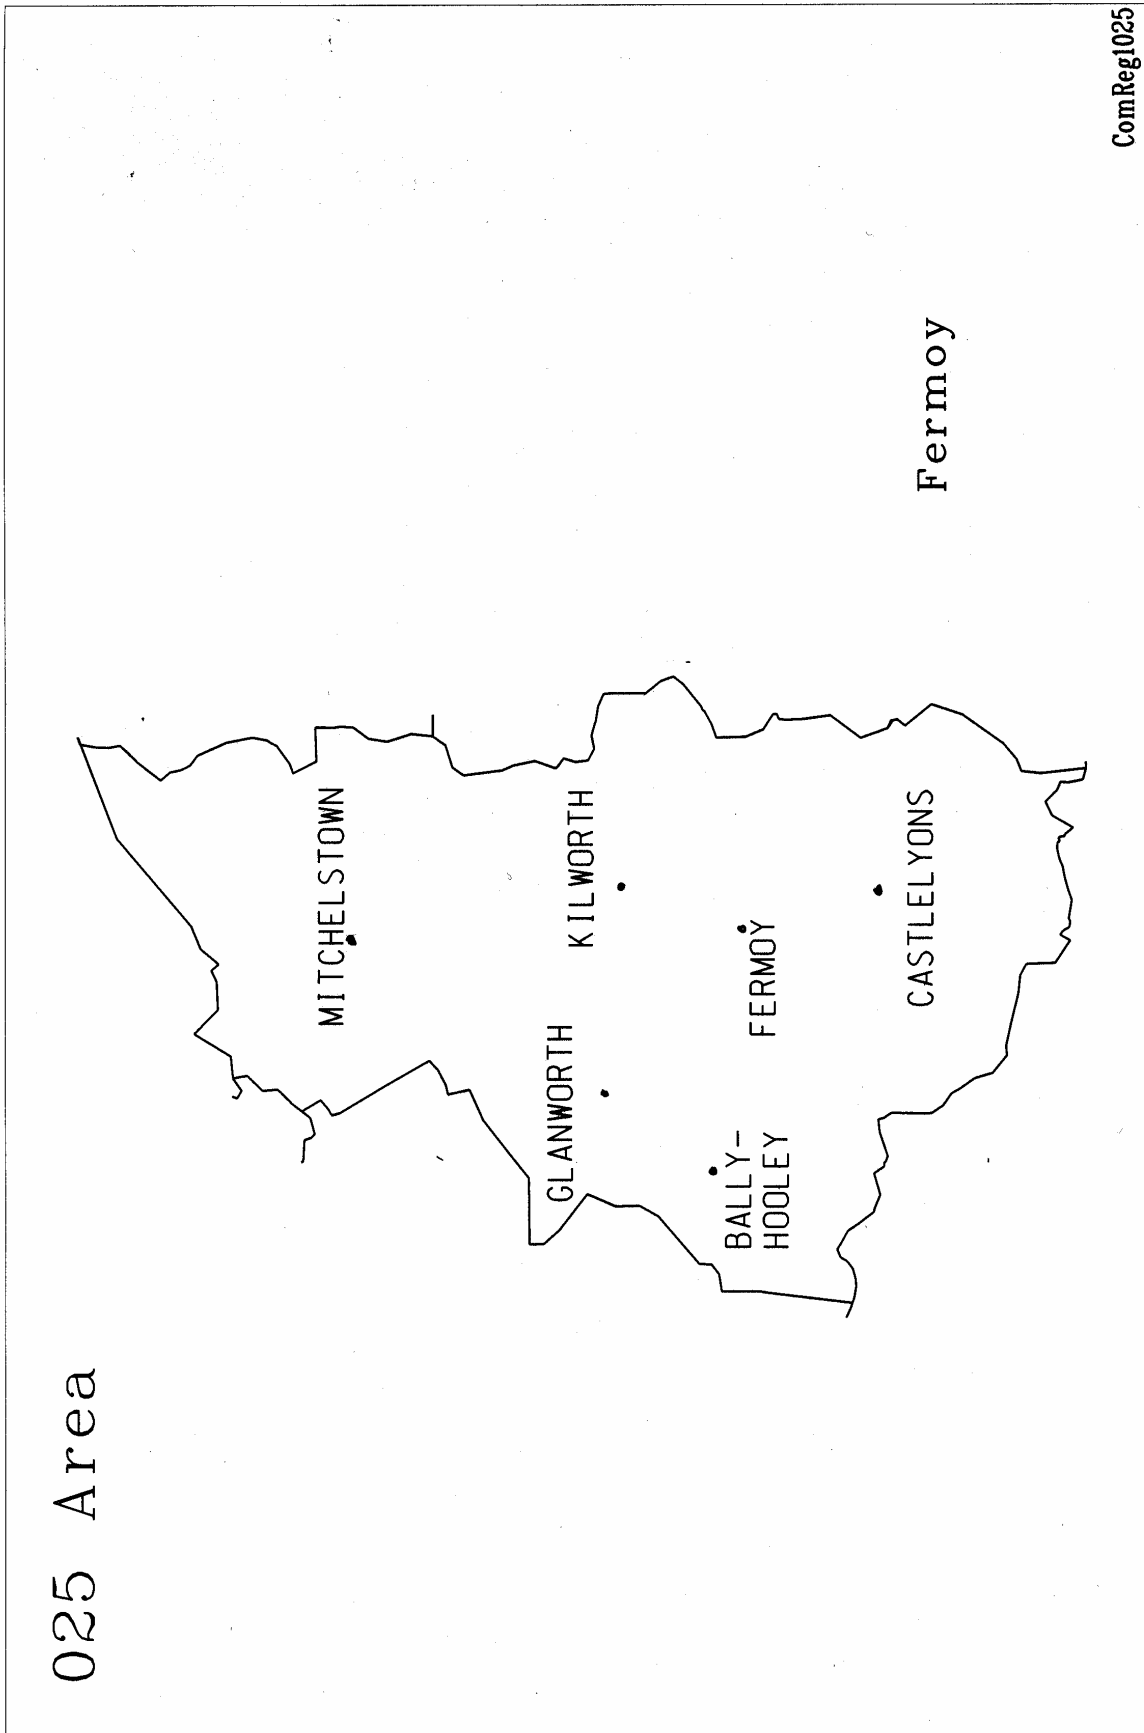 025 Area
MITCHELSTOWN
GLANWORTH
KILWORTH
BALLY-
HOOLEY
FERMOY
CASTLELYONS
Fermoy
ComReg1025